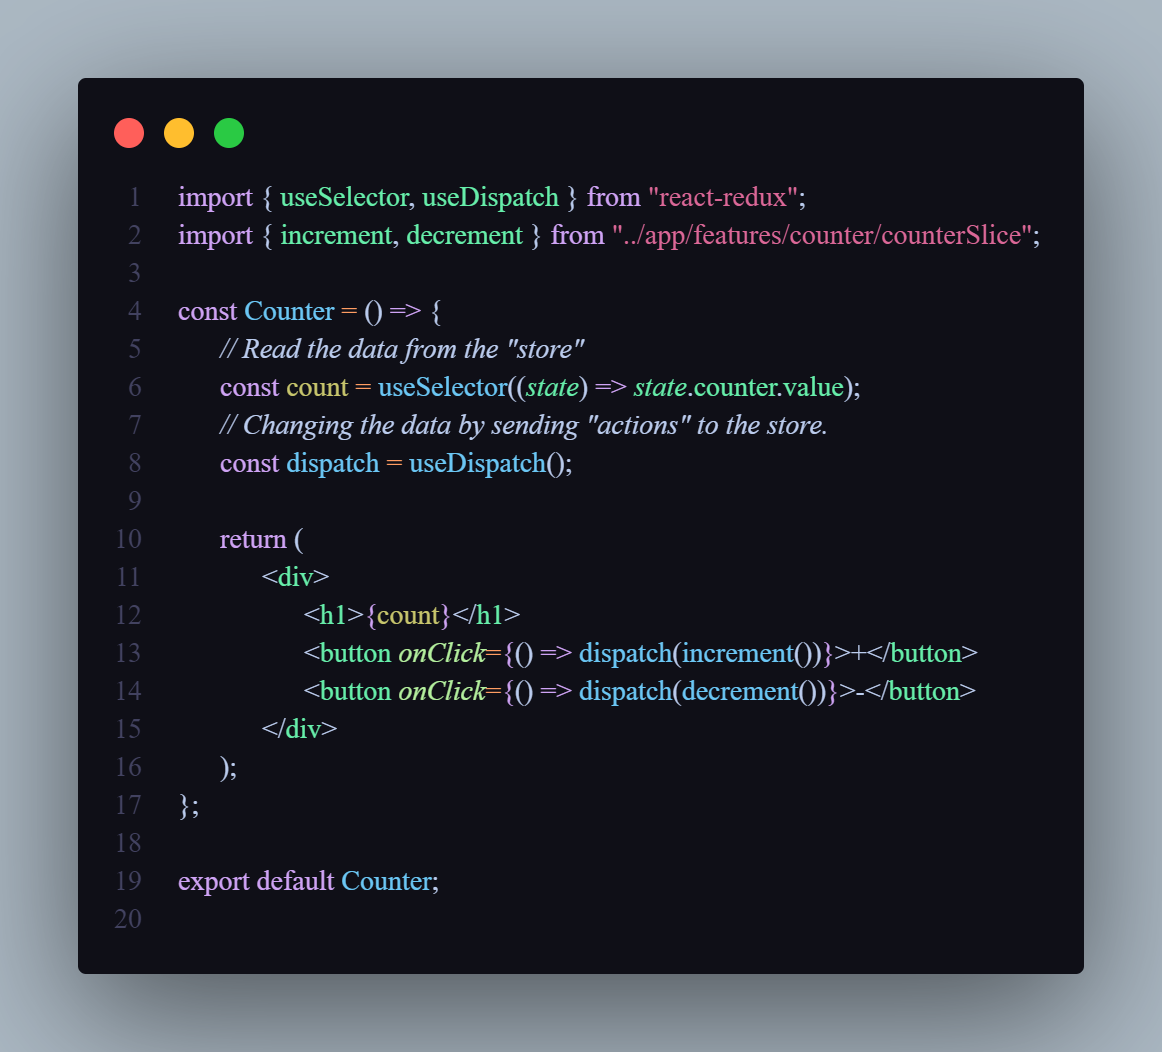 1 import { useSelector, useDispatch } from "react-redux";
2 import { increment, decrement } from "../app/features/counter/counterSlice";
3
4 const Counter = () => {
5 // Read the data from the "store"
6 const count = useSelector((state) => state.counter.value);
7 // Changing the data by sending "actions" to the store.
8 const dispatch = useDispatch();
9
10 return (
11 <div>
12 <h1>{count}</h1>
13 <button onClick={() => dispatch(increment())}>+</button>
14 <button onClick={() => dispatch(decrement())}>-</button>
15 </div>
16 );
17 };
18
19 export default Counter;
20